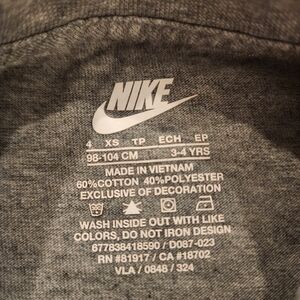 NIKE
4 XS TP ECH EP
98-104 CM 3-4 YRS
MADE IN VIETNAM
60%COTTON 40%POLYESTER
EXCLUSIVE OF DECORATION
WASH INSIDE OUT WITH LIKE
COLORS, DO NOT IRON DESIGN
677838418590 / D087-023
RN #81917 / CA #18702
VLA / 0848 / 324